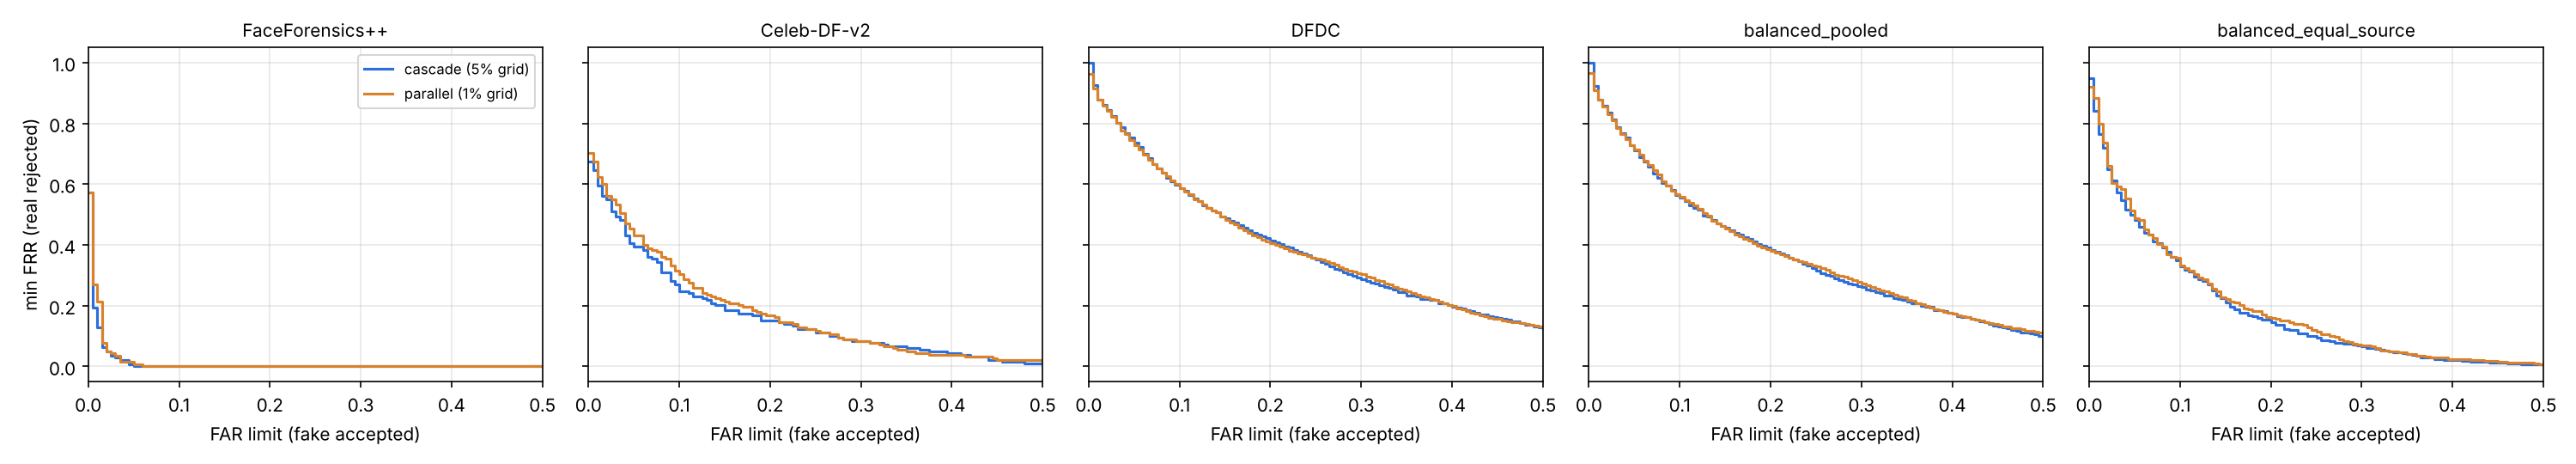 FaceForensics++
Celeb-DF-v2
DFDC
balanced_pooled
balanced_equal_source
cascade (5% grid)
parallel (1% grid)
min FRR (real rejected)
1.0
0.8
0.6
0.4
0.2
0.0
0.0 0.1 0.2 0.3 0.4 0.5
0.0 0.1 0.2 0.3 0.4 0.5
0.0 0.1 0.2 0.3 0.4 0.5
0.0 0.1 0.2 0.3 0.4 0.5
0.0 0.1 0.2 0.3 0.4 0.5
FAR limit (fake accepted)
FAR limit (fake accepted)
FAR limit (fake accepted)
FAR limit (fake accepted)
FAR limit (fake accepted)